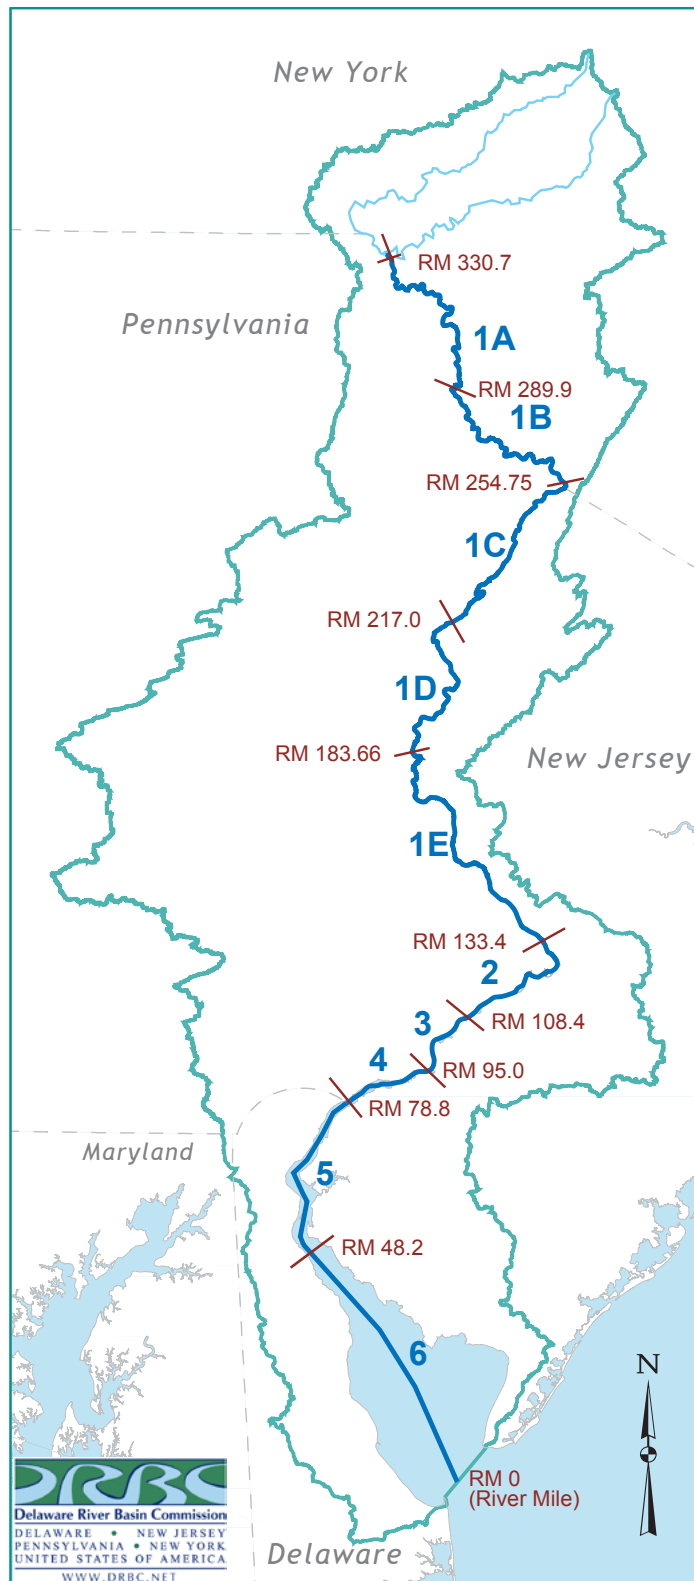 New York
RM 330.7
Pennsylvania
1A
RM 289.9
1B
RM 254.75
1C
RM 217.0
1D
RM 183.66
New Jersey
1E
RM 133.4
2
RM 108.4
3
RM 95.0
4
RM 78.8
Maryland
5
RM 48.2
6
N
RM 0
(River Mile)
DRBC
Delaware River Basin Commission
DELAWARE • NEW JERSEY
PENNSYLVANIA • NEW YORK
UNITED STATES OF AMERICA
WWW.DRBC.NET
Delaware